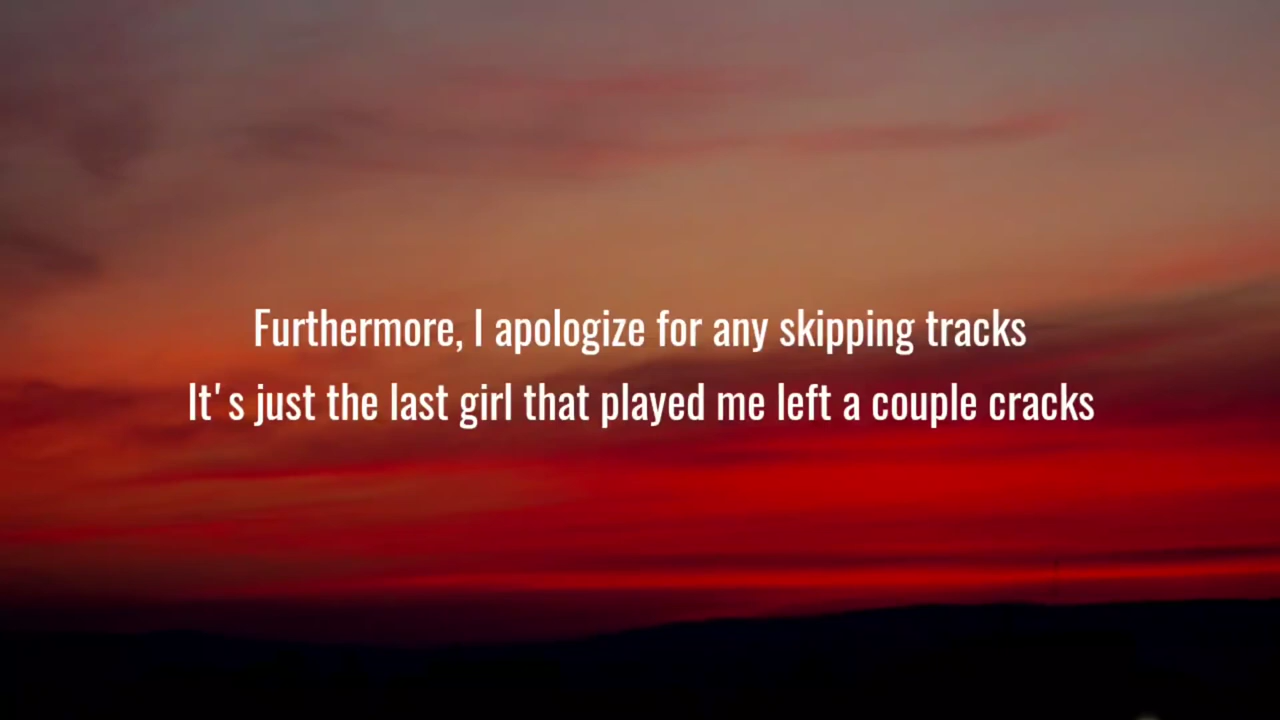 Furthermore, I apologize for any skipping tracks
It's just the last girl that played me left a couple cracks